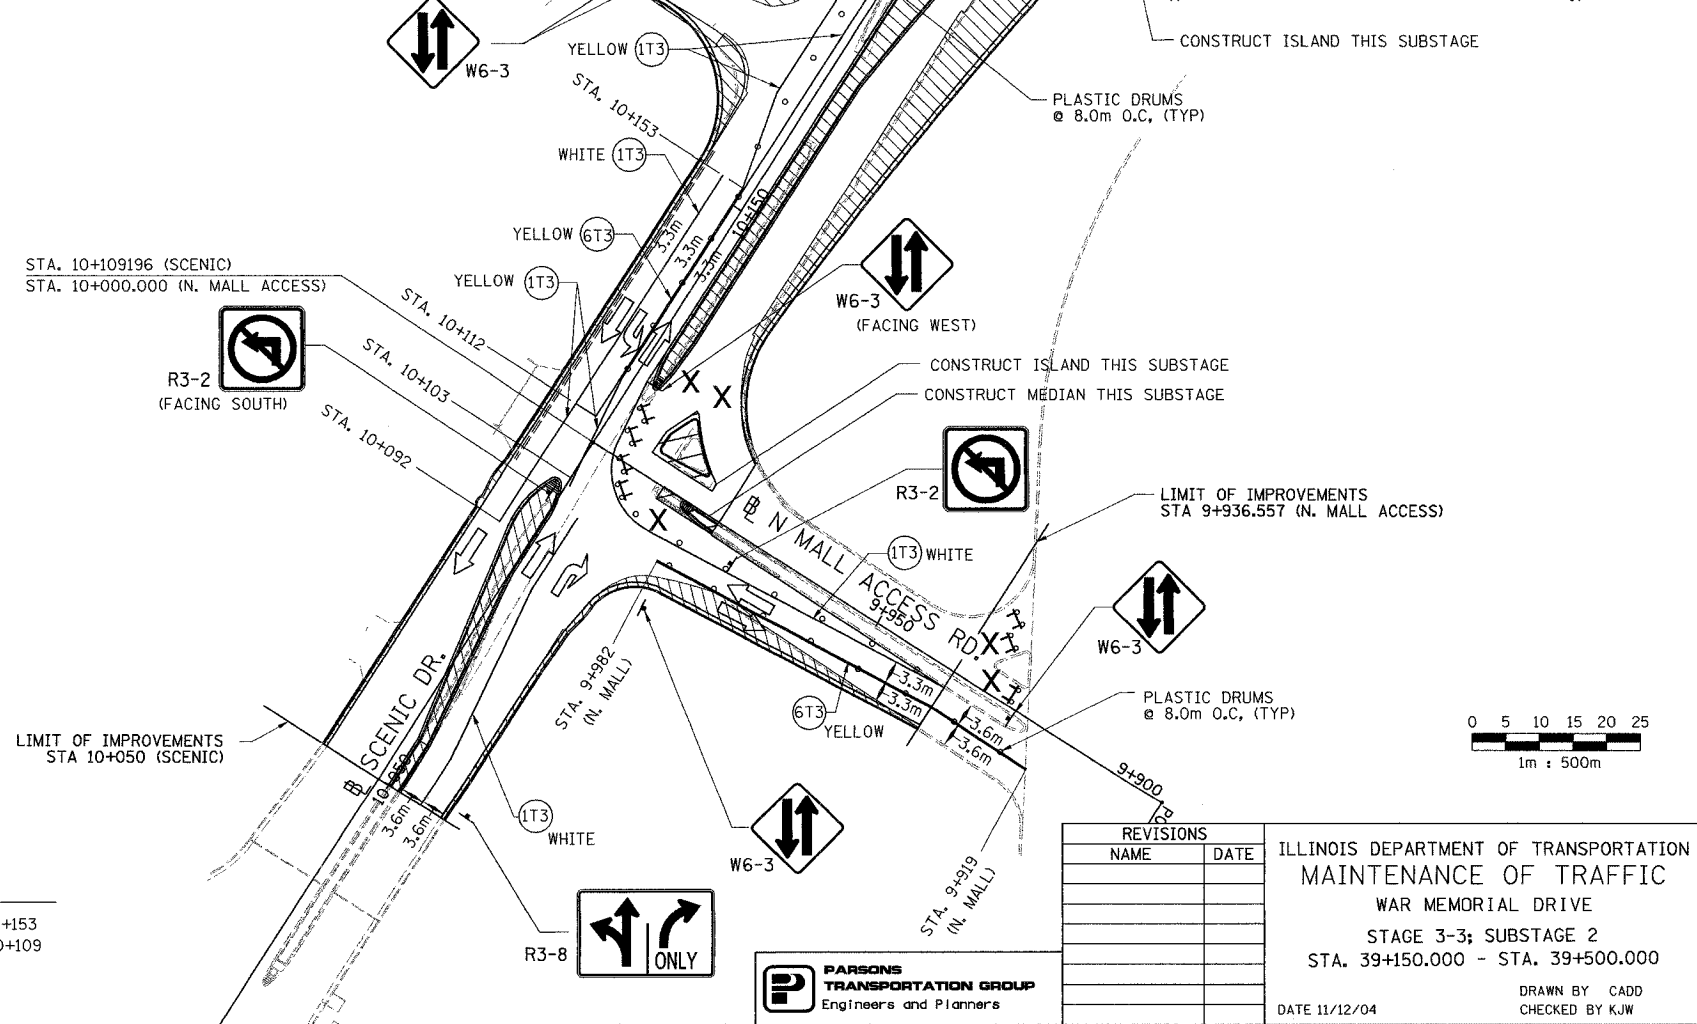 W6-3
YELLOW 1T3
CONSTRUCT ISLAND THIS SUBSTAGE
PLASTIC DRUMS
@ 8.0m O.C. (TYP)
STA. 10+153
WHITE 1T3
YELLOW 6T3
3.3m
3.3m
3.3m
10+150
STA. 10+109196 (SCENIC)
STA. 10+000.000 (N. MALL ACCESS)
YELLOW 1T3
STA. 10+112
W6-3
(FACING WEST)
R3-2
(FACING SOUTH)
STA. 10+103
STA. 10+092
CONSTRUCT ISLAND THIS SUBSTAGE
CONSTRUCT MEDIAN THIS SUBSTAGE
R3-2
LIMIT OF IMPROVEMENTS
STA 9+936.557 (N. MALL ACCESS)
BL N MALL ACCESS RD.
1T3 WHITE
9+950
W6-3
STA. 9+982
(N. MALL)
3.3m
3.3m
3.6m
3.6m
6T3
YELLOW
PLASTIC DRUMS
@ 8.0m O.C, (TYP)
0 5 10 15 20 25
1m : 500m
LIMIT OF IMPROVEMENTS
STA 10+050 (SCENIC)
BL SCENIC DR.
10+050
3.6m
3.6m
1T3
WHITE
W6-3
9+900
STA. 9+919
(N. MALL)
R3-8
ONLY
+153
0+109
PARSONS
TRANSPORTATION GROUP
Engineers and Planners
REVISIONS
NAME DATE
ILLINOIS DEPARTMENT OF TRANSPORTATION
MAINTENANCE OF TRAFFIC
WAR MEMORIAL DRIVE
STAGE 3-3; SUBSTAGE 2
STA. 39+150.000 - STA. 39+500.000
DRAWN BY CADD
DATE 11/12/04
CHECKED BY KJW